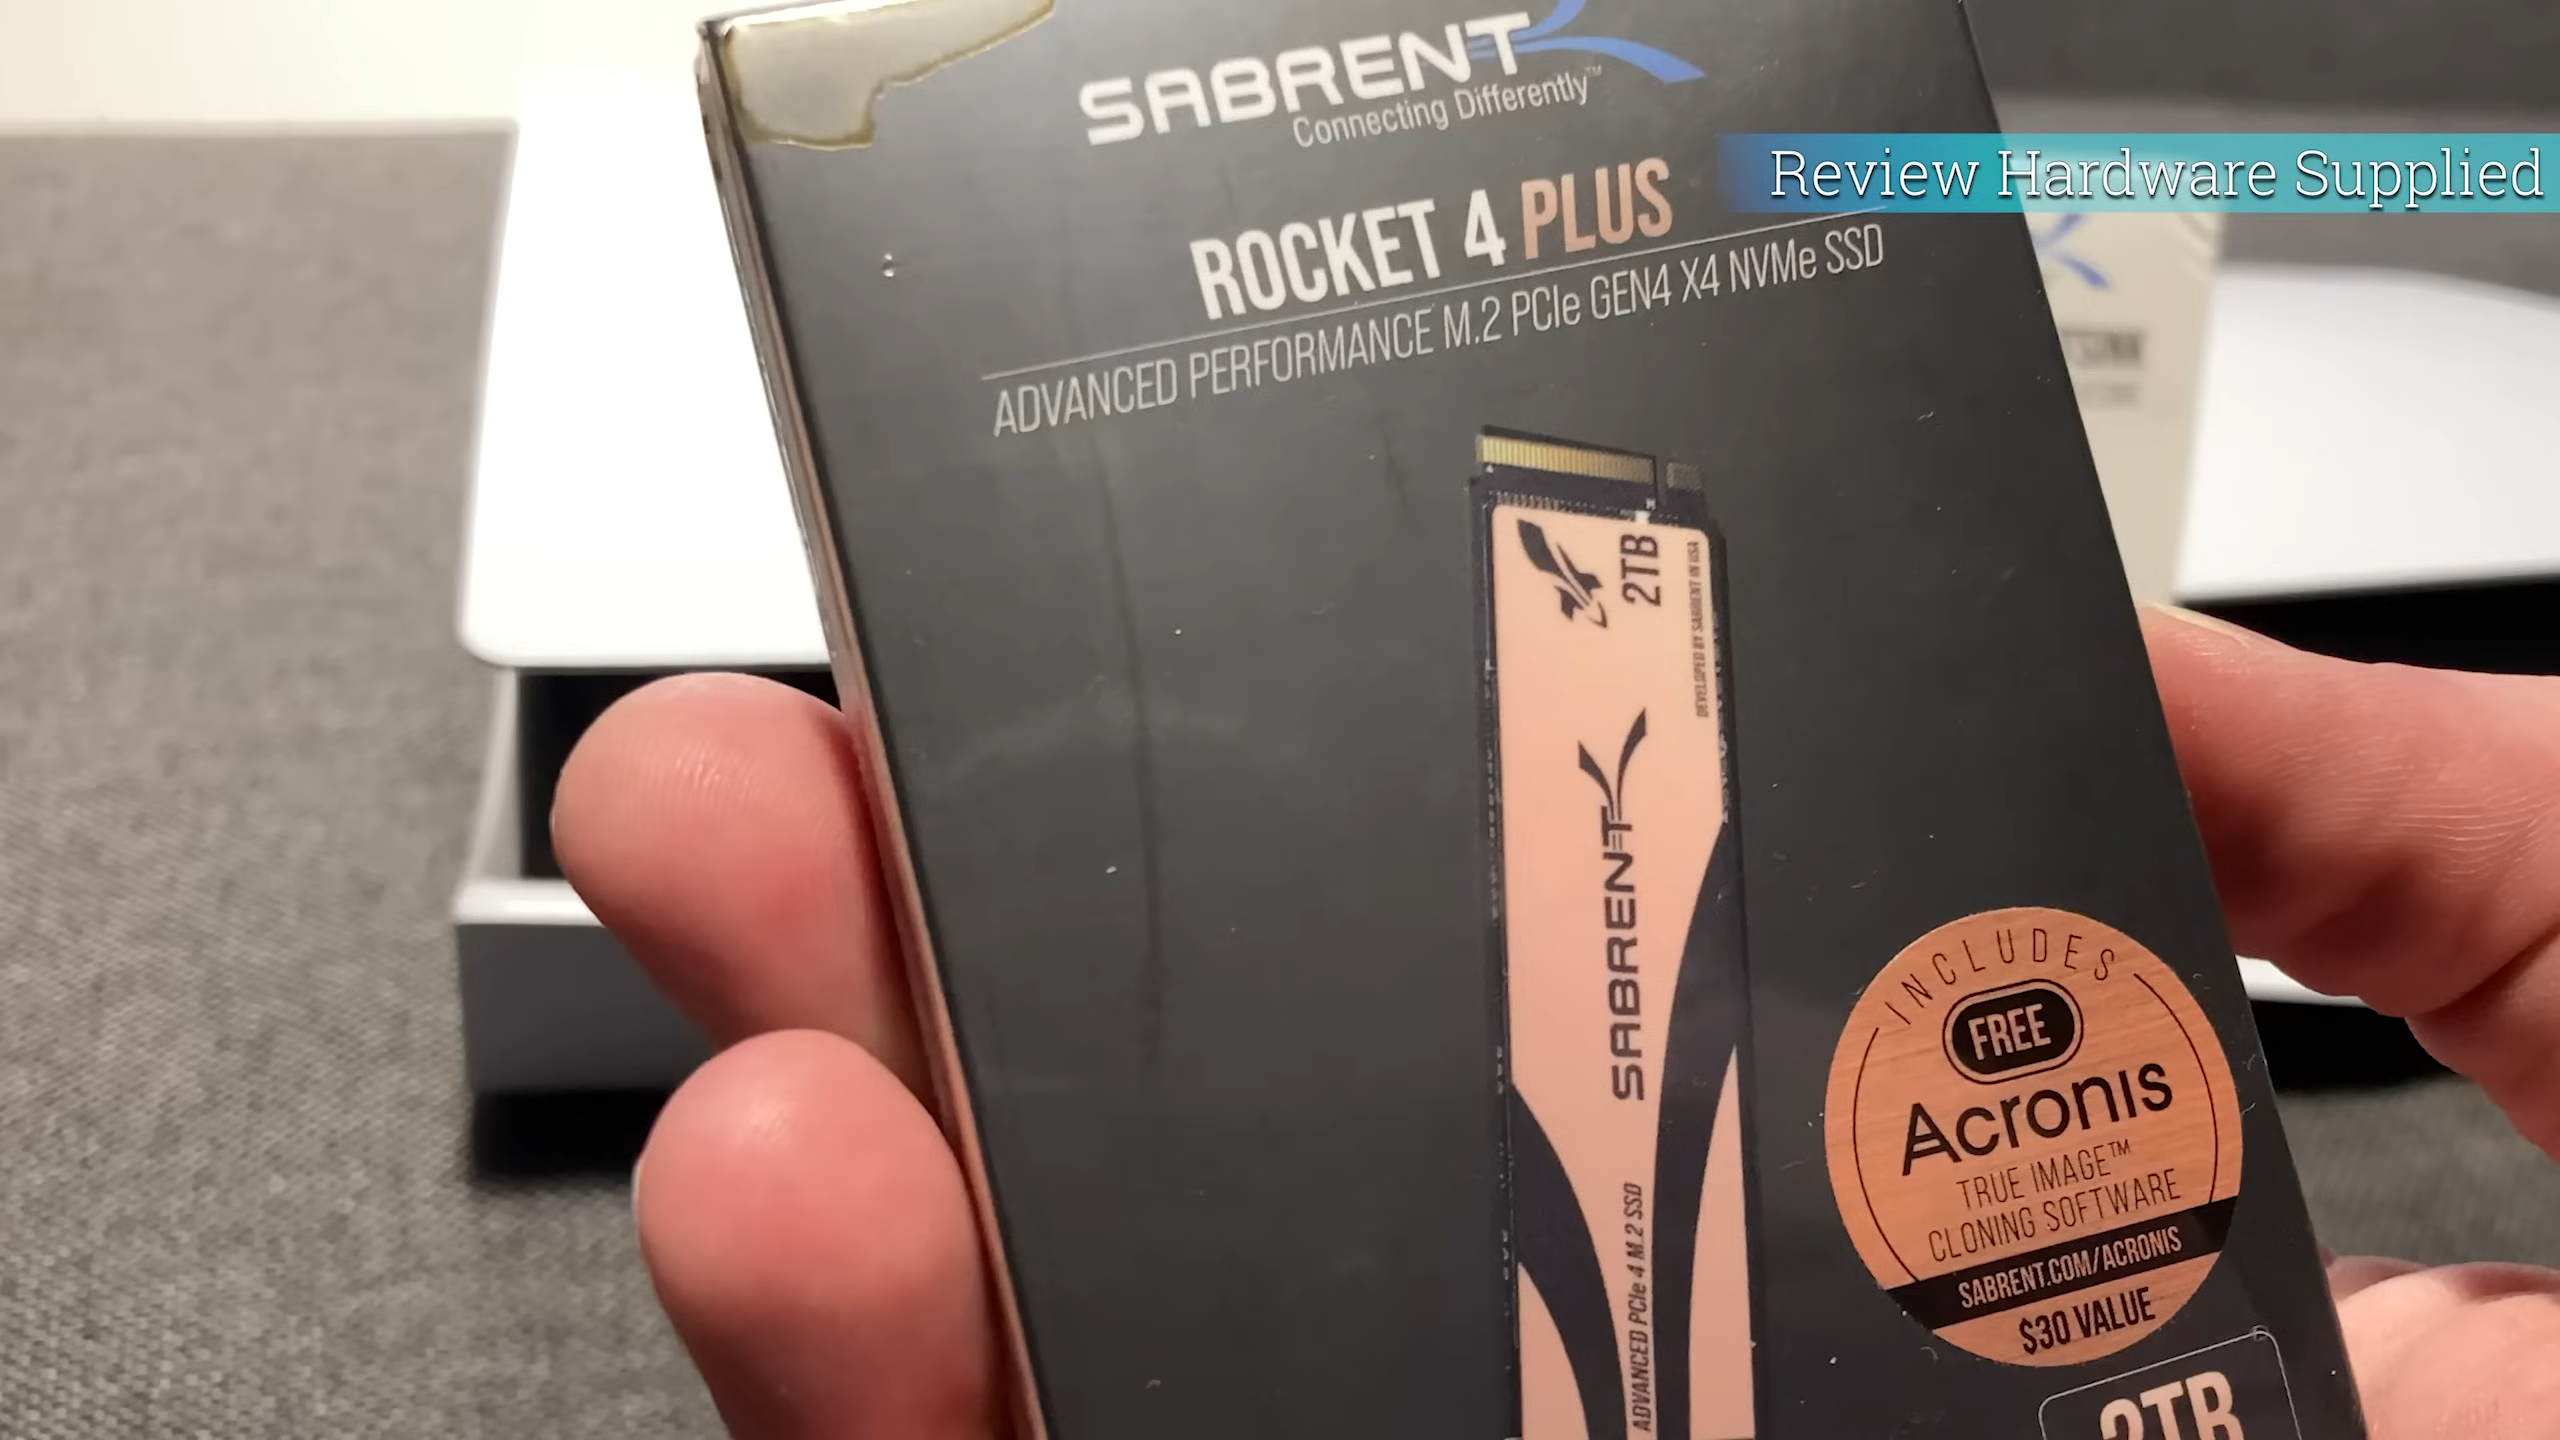 SABRENT
Connecting Differently™
Review Hardware Supplied
ROCKET 4 PLUS
ADVANCED PERFORMANCE M.2 PCIe GEN4 X4 NVMe SSD
2TB
DEVELOPED BY SABRENT IN USA
SABRENT
ADVANCED PCIe 4 M.2 SSD
INCLUDES
FREE
Acronis
TRUE IMAGE™
CLONING SOFTWARE
SABRENT.COM/ACRONIS
$30 VALUE
2TB